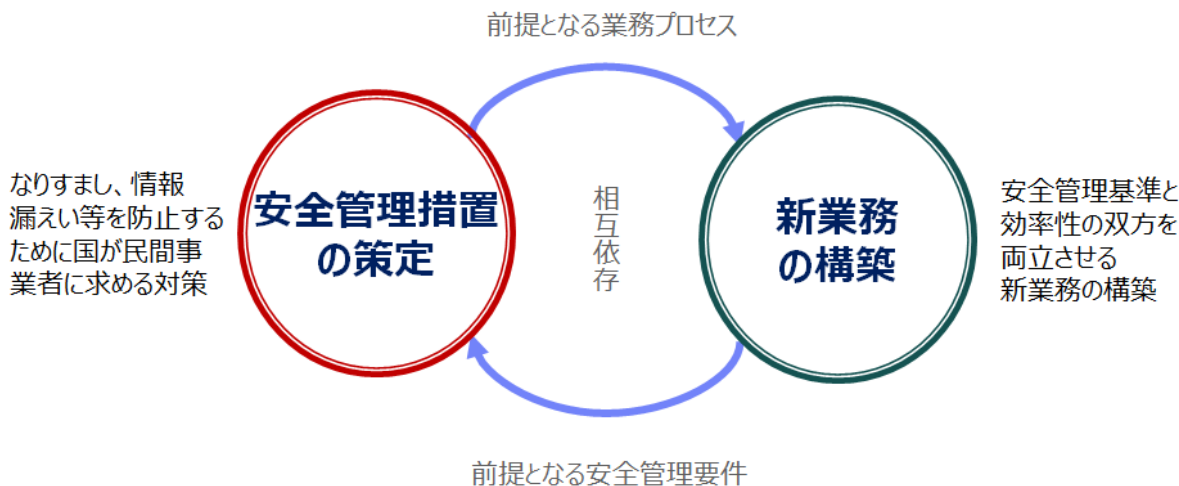 前提となる業務プロセス
なりすまし、情報
漏えい等を防止する
ために国が民間事
業者に求める対策
安全管理措置
の策定
相互依存
新業務
の構築
安全管理基準と
効率性の双方を
両立させる
新業務の構築
前提となる安全管理要件